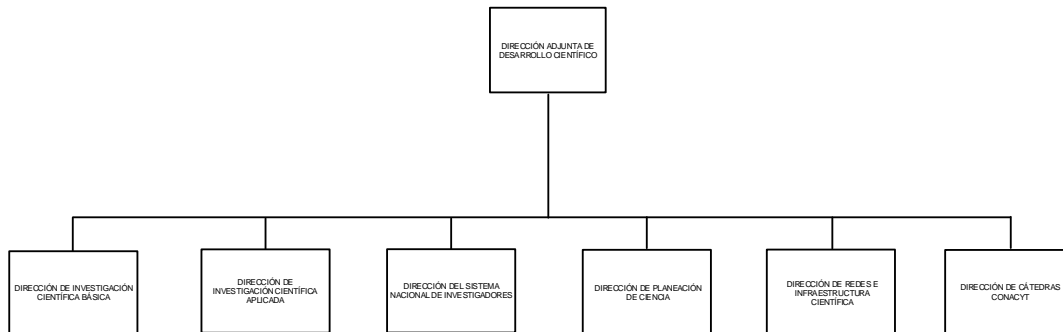 DIRECCIÓN ADJUNTA DE
DESARROLLO CIENTÍFICO
DIRECCIÓN DE INVESTIGACIÓN
CIENTÍFICA BÁSICA
DIRECCIÓN DE
INVESTIGACIÓN CIENTÍFICA
APLICADA
DIRECCIÓN DEL SISTEMA
NACIONAL DE INVESTIGADORES
DIRECCIÓN DE PLANEACIÓN
DE CIENCIA
DIRECCIÓN DE REDES E
INFRAESTRUCTURA
CIENTÍFICA
DIRECCIÓN DE CÁTEDRAS
CONACYT